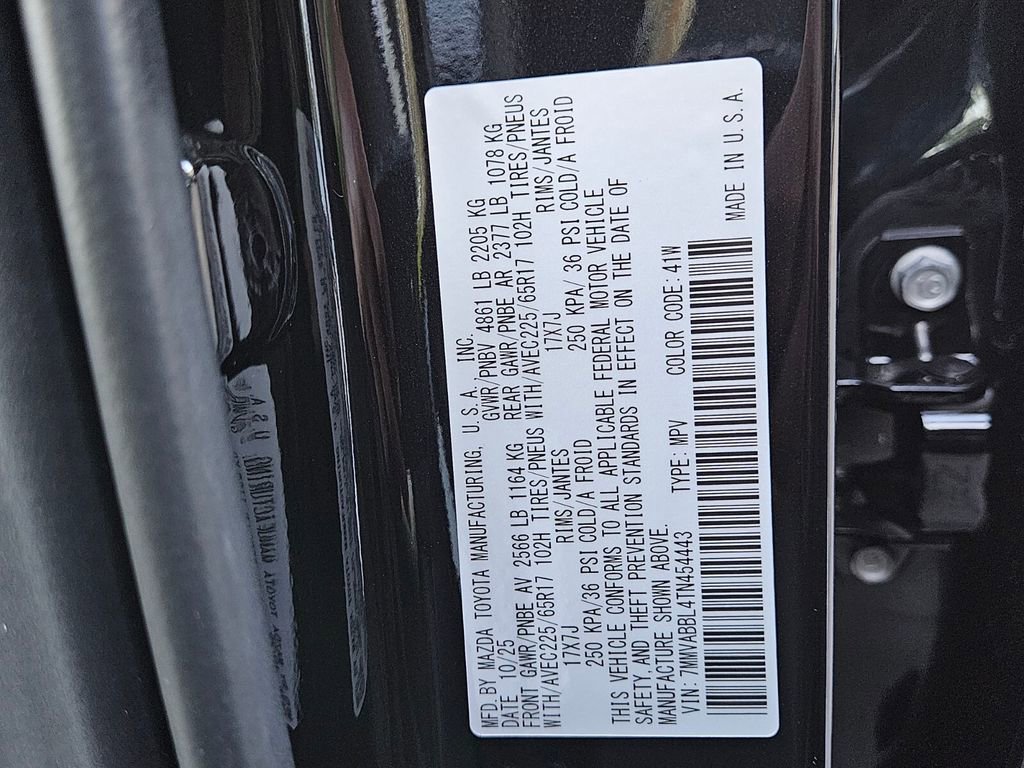 MFD. BY MAZDA TOYOTA MANUFACTURING, U. S. A., INC.
DATE 10/25 GVWR/PNBV 4861 LB 2205 KG
FRONT GAWR/PNBE AV 2566 LB 1164 KG REAR GAWR/PNBE AR 2377 LB 1078 KG
WITH/AVEC225/65R17 102H TIRES/PNEUS WITH/AVEC225/65R17 102H TIRES/PNEUS
17X7J RIMS/JANTES 17X7J RIMS/JANTES
250 KPA/36 PSI COLD/A FROID 250 KPA/ 36 PSI COLD/A FROID
THIS VEHICLE CONFORMS TO ALL APPLICABLE FEDERAL MOTOR VEHICLE
SAFETY, AND THEFT PREVENTION STANDARDS IN EFFECT ON THE DATE OF
MANUFACTURE SHOWN ABOVE.
VIN: 7MMVABBL4TN454443 TYPE: MPV COLOR CODE: 41W
MADE IN U. S. A.